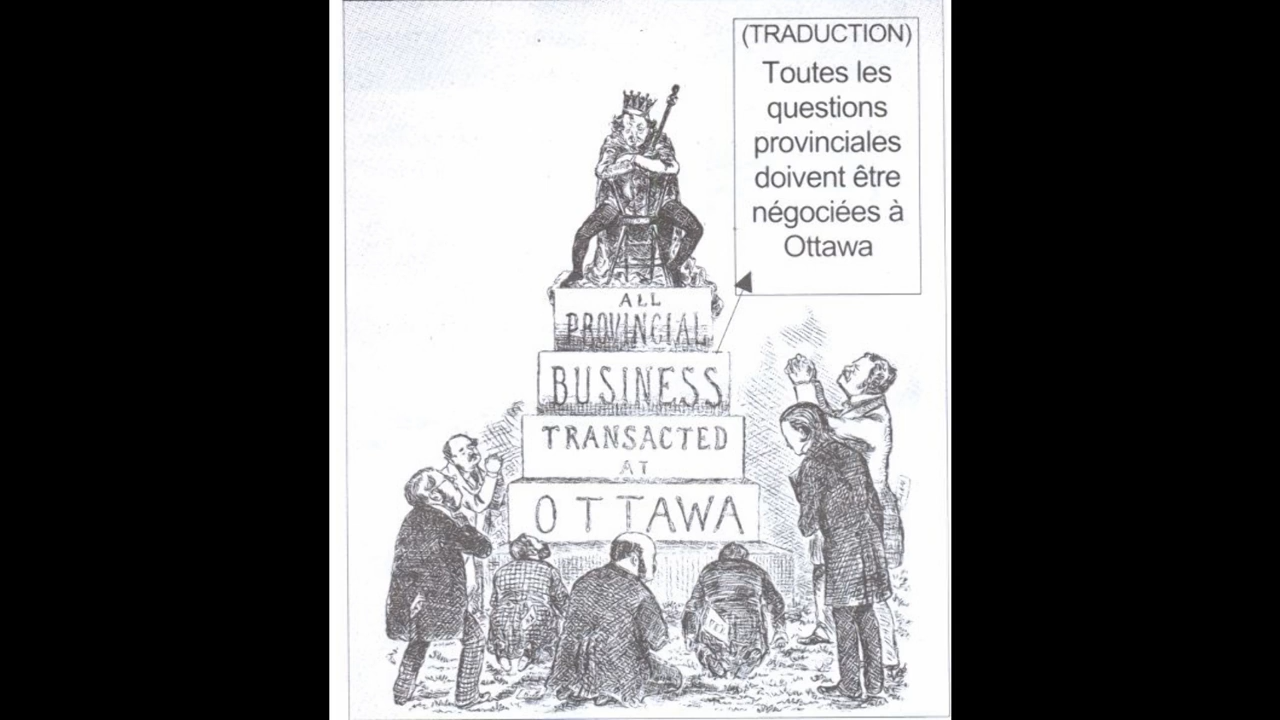 (TRADUCTION)
Toutes les
questions
provinciales
doivent être
négociées à
Ottawa
ALL
PROVINCIAL
BUSINESS
TRANSACTED
AT
OTTAWA